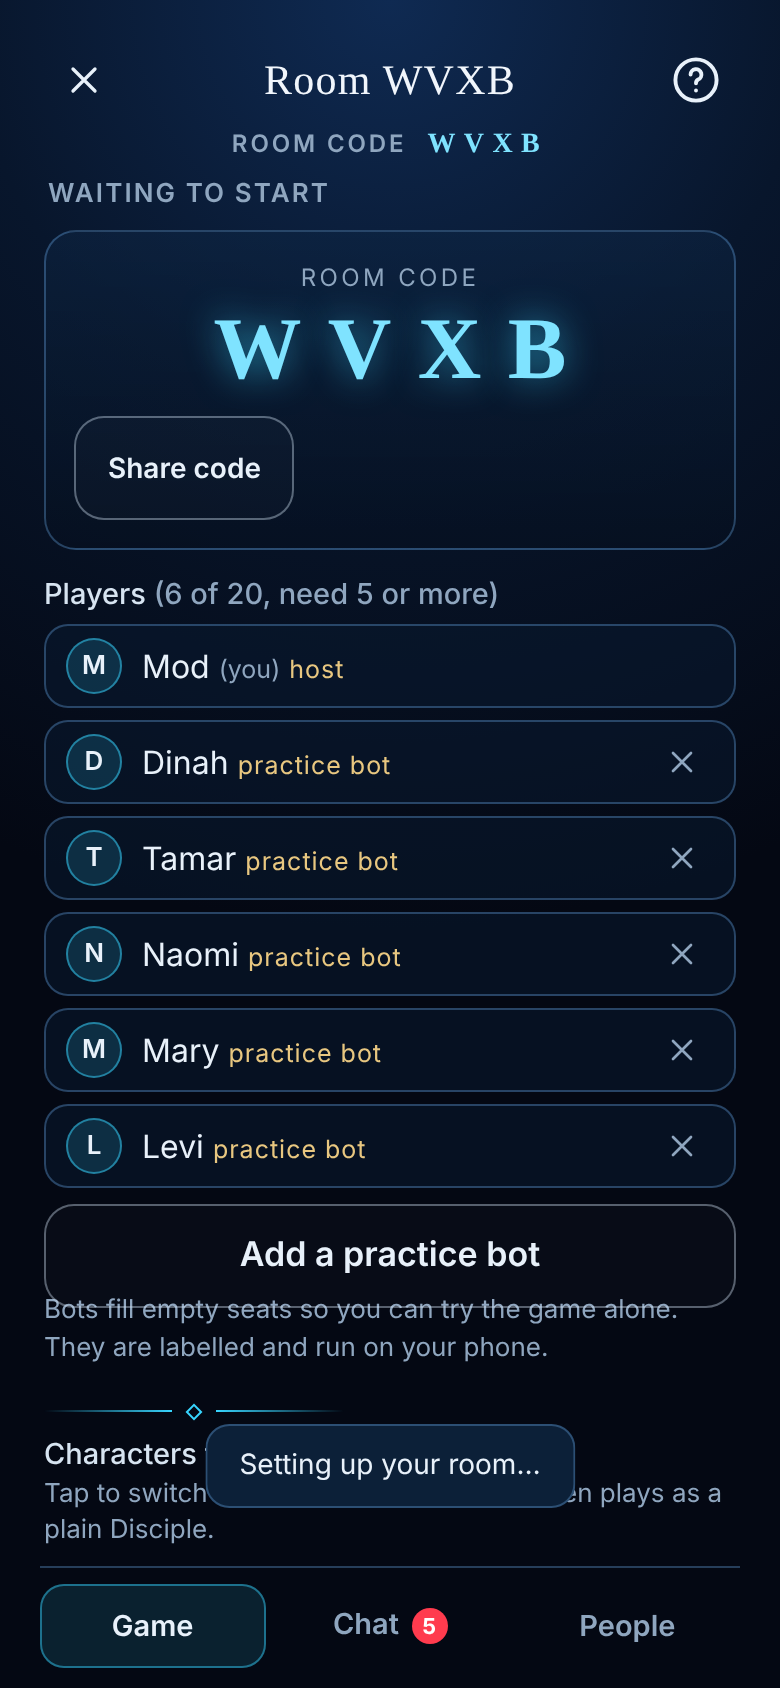 Room WVXB
ROOM CODE WVXB
WAITING TO START
ROOM CODE
WVXB
Share code
Players (6 of 20, need 5 or more)
M Mod (you) host
D Dinah practice bot
T Tamar practice bot
N Naomi practice bot
M Mary practice bot
L Levi practice bot
Add a practice bot
Bots fill empty seats so you can try the game alone.
They are labelled and run on your phone.
Characters
Setting up your room...
Tap to switch plays as a
plain Disciple.
Game Chat 5 People